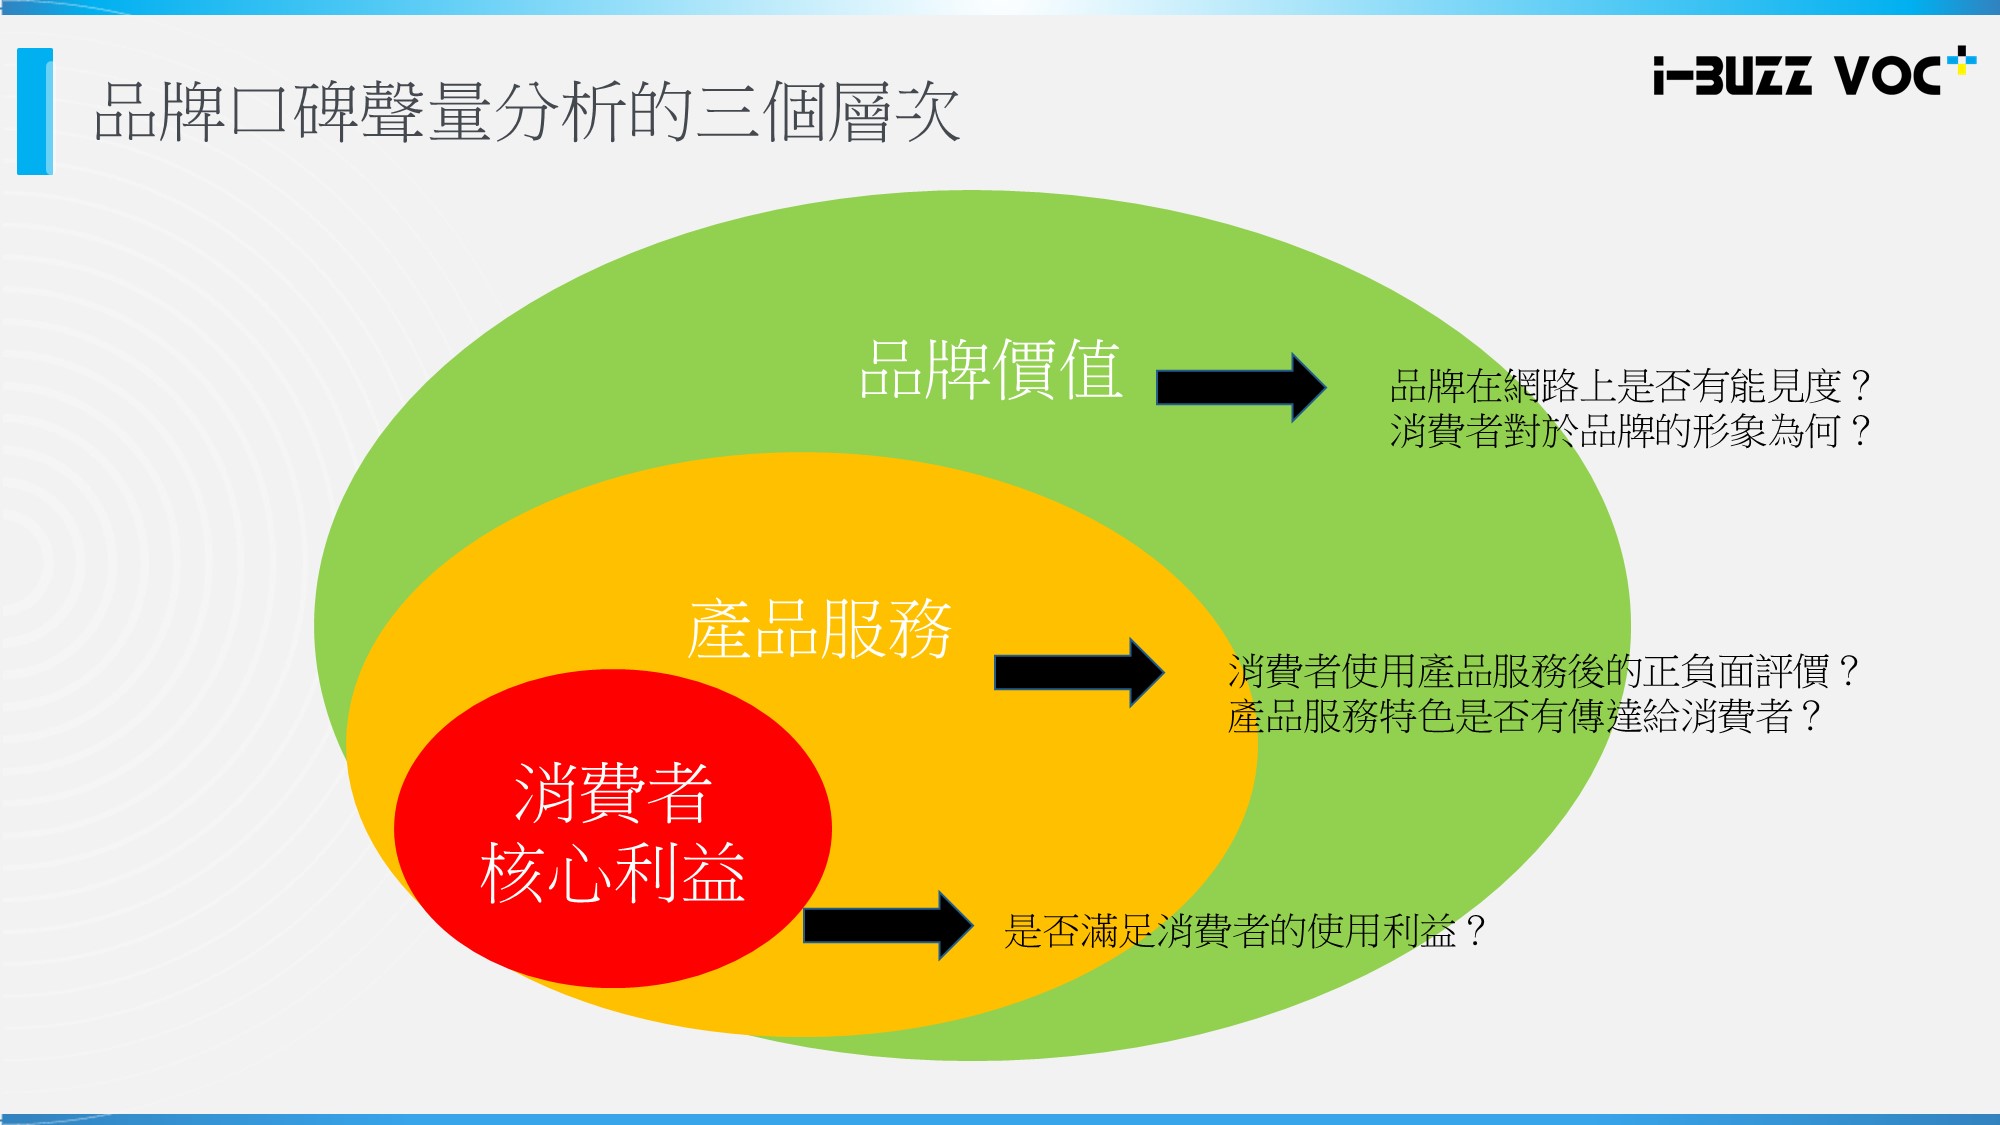 品牌口碑聲量分析的三個層次
i-BUZZ VOC+
品牌價值
品牌在網路上是否有能見度？
消費者對於品牌的形象為何？
產品服務
消費者使用產品服務後的正負面評價？
產品服務特色是否有傳達給消費者？
消費者
核心利益
是否滿足消費者的使用利益？